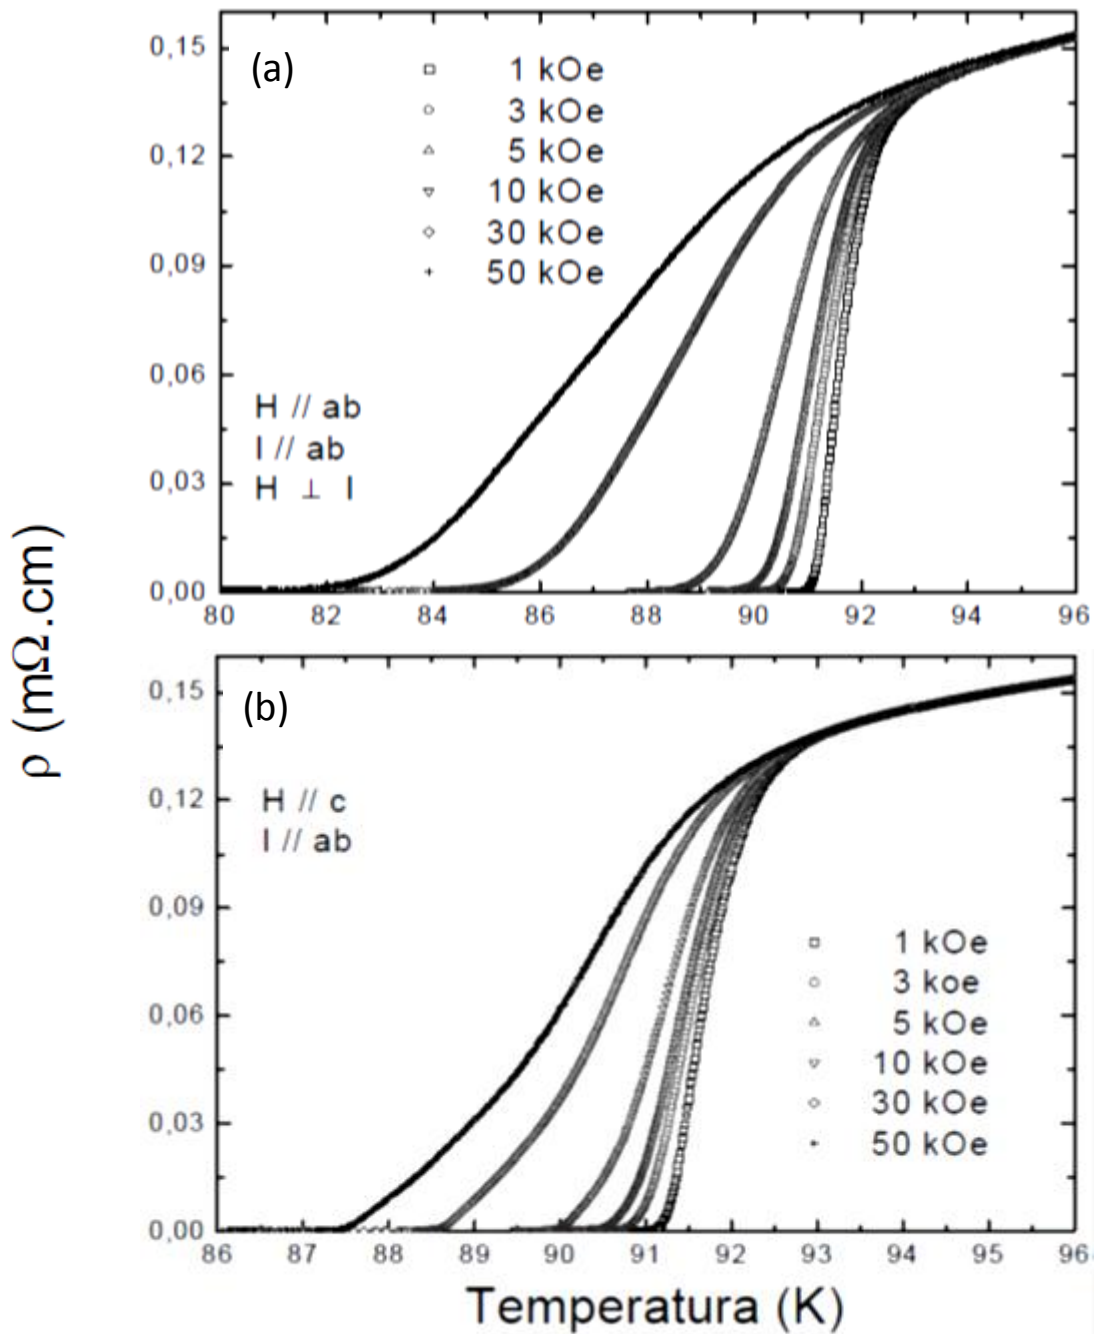 ρ (mΩ.cm)
(a)
0,15
0,12
0,09
0,06
0,03
0,00
1 kOe
3 kOe
5 kOe
10 kOe
30 kOe
50 kOe
H // ab
I // ab
H ⊥ I
80 82 84 86 88 90 92 94 96
(b)
0,15
0,12
0,09
0,06
0,03
0,00
H // c
I // ab
1 kOe
3 koe
5 kOe
10 kOe
30 kOe
50 kOe
86 87 88 89 90 91 92 93 94 95 96
Temperatura (K)